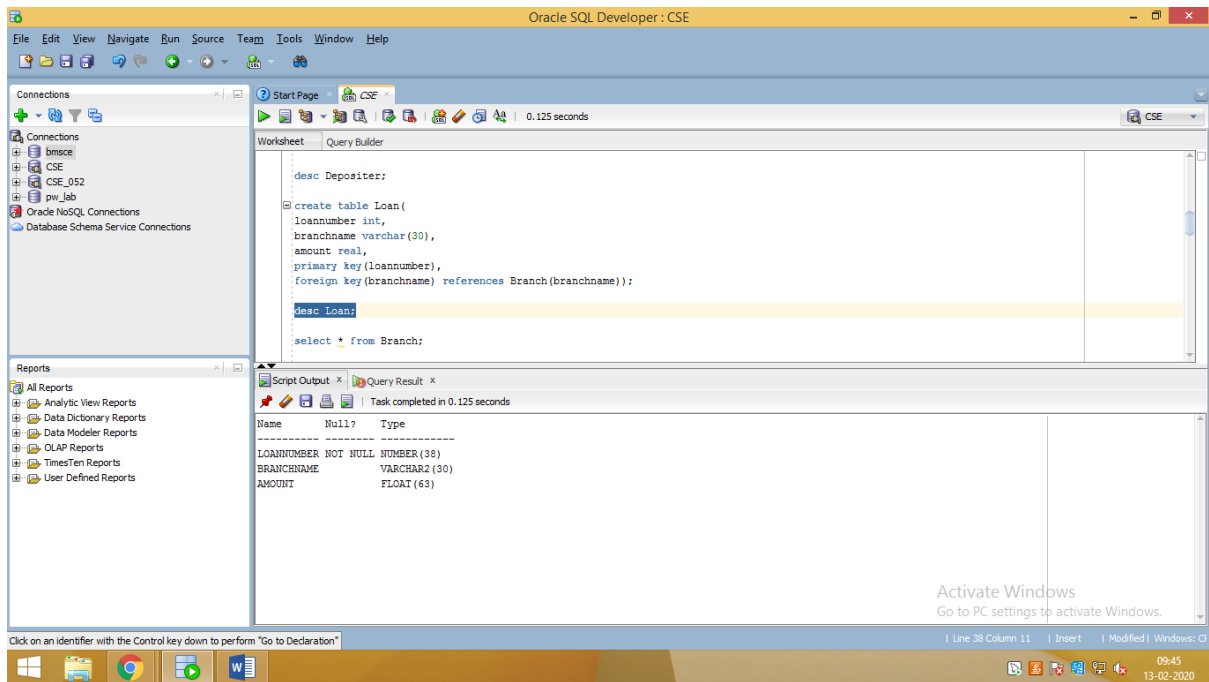 Oracle SQL Developer : CSE
File Edit View Navigate Run Source Team Tools Window Help
Connections
Connections
bmsce
CSE
CSE_052
pw_lab
Oracle NoSQL Connections
Database Schema Service Connections
Reports
All Reports
Analytic View Reports
Data Dictionary Reports
Data Modeler Reports
OLAP Reports
TimesTen Reports
User Defined Reports
Start Page CSE
0.125 seconds
CSE
Worksheet Query Builder
desc Depositer;
create table Loan(
loannumber int,
branchname varchar(30),
amount real,
primary key(loannumber),
foreign key(branchname) references Branch(branchname));
desc Loan;
select * from Branch;
Script Output x Query Result x
Task completed in 0.125 seconds
Name Null? Type
---------- -------- ------------
LOANNUMBER NOT NULL NUMBER(38)
BRANCHNAME VARCHAR2(30)
AMOUNT FLOAT(63)
Activate Windows
Go to PC settings to activate Windows.
Click on an identifier with the Control key down to perform "Go to Declaration"
| Line 38 Column 11 | Insert | Modified | Windows: CF
09:45
13-02-2020